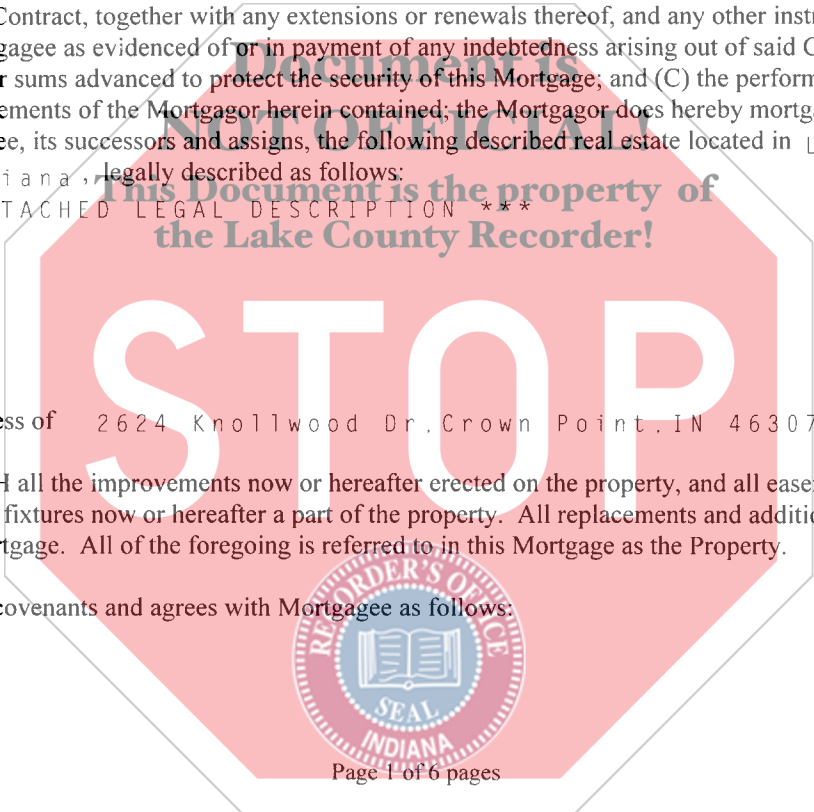 Contract, together with any extensions or renewals thereof, and any other instr
gagee as evidenced of or in payment of any indebtedness arising out of said C
Document is
r sums advanced to protect the security of this Mortgage; and (C) the perform
ements of the Mortgagor herein contained; the Mortgagor does hereby mortga
NOT OFFICIAL!
ee, its successors and assigns, the following described real estate located in L
iana, legally described as follows:
This Document is the property of
TACHED LEGAL DESCRIPTION ***
the Lake County Recorder!
STOP
ess of 2624 Knollwood Dr,Crown Point,IN 46307
H all the improvements now or hereafter erected on the property, and all ease
fixtures now or hereafter a part of the property. All replacements and additi
rtgage. All of the foregoing is referred to in this Mortgage as the Property.
covenants and agrees with Mortgagee as follows:
RECORDER'S OFFICE
SEAL
INDIANA
Page 1 of 6 pages